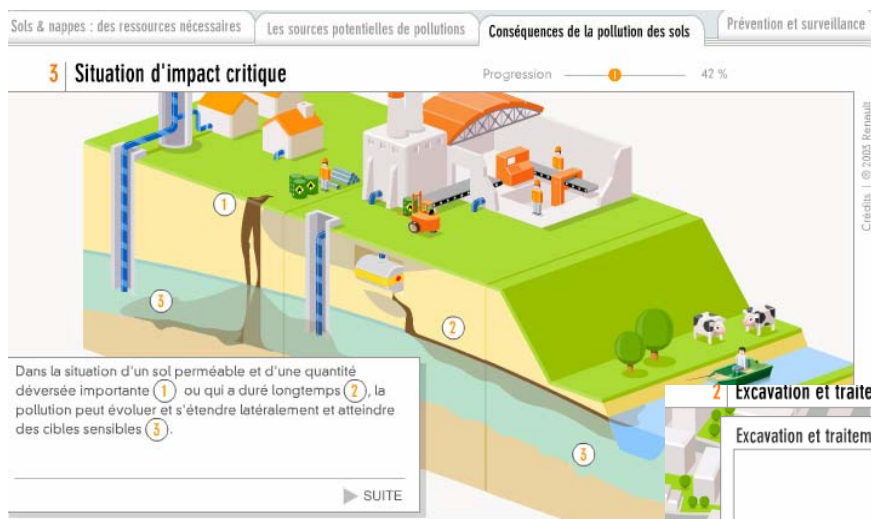 Sols & nappes : des ressources nécessaires
Les sources potentielles de pollutions
Conséquences de la pollution des sols
Prévention et surveillance
3 | Situation d'impact critique
Progression
42 %
Crédits | © 2003 Renault
1
3
2
3
Dans la situation d'un sol perméable et d'une quantité
déversée importante 1 ou qui a duré longtemps 2, la
pollution peut évoluer et s'étendre latéralement et atteindre
des cibles sensibles 3.
SUITE
2 | Excavation et traite
Excavation et traitem